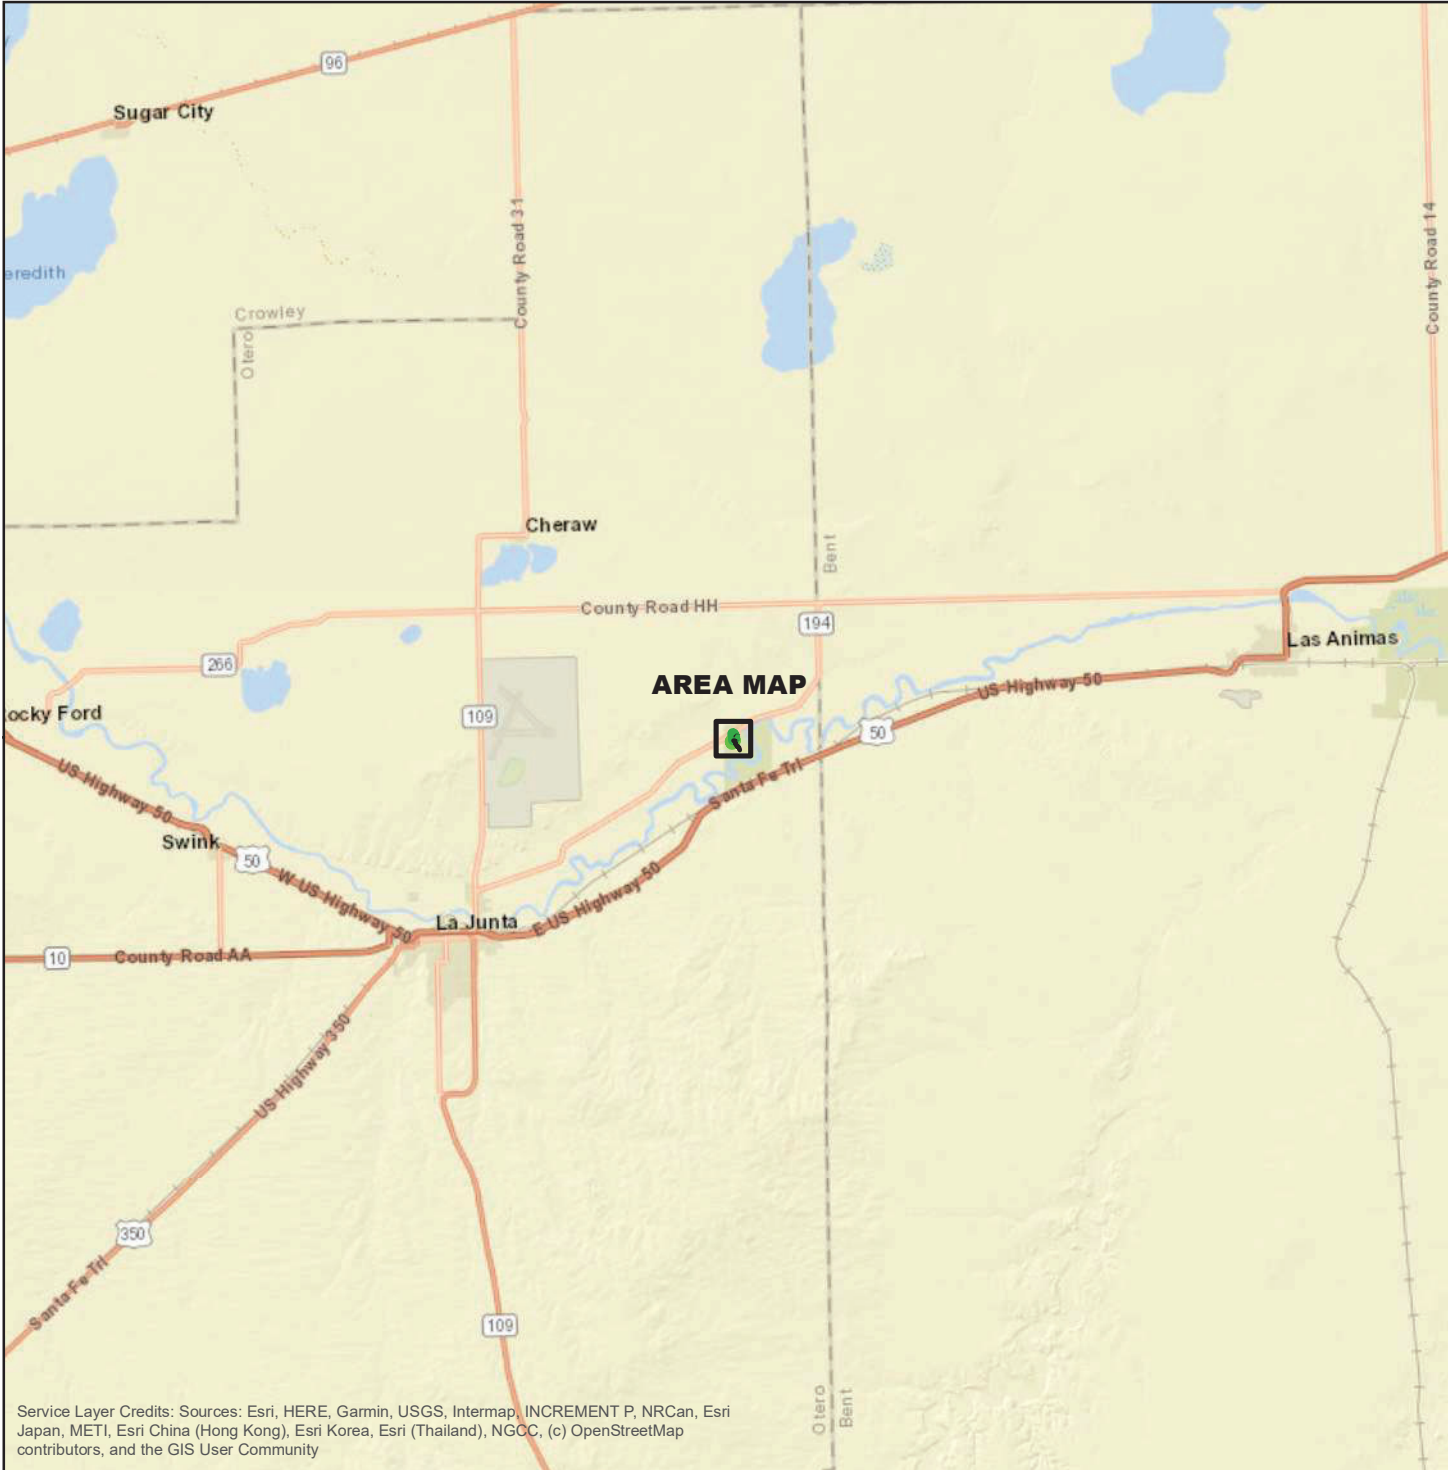 96
Sugar City
County Road 31
County Road 14
eredith
Crowley
Otero
Cheraw
Bent
County Road HH
194
Las Animas
266
AREA MAP
US Highway 50
ocky Ford
109
50
US Highway 50
Santa Fe Trl
Swink
50
W US Highway 50
E US Highway 50
La Junta
10
County Road AA
US Highway 350
350
Santa Fe Trl
109
Otero
Bent
Service Layer Credits: Sources: Esri, HERE, Garmin, USGS, Intermap, INCREMENT P, NRCan, Esri
Japan, METI, Esri China (Hong Kong), Esri Korea, Esri (Thailand), NGCC, (c) OpenStreetMap
contributors, and the GIS User Community